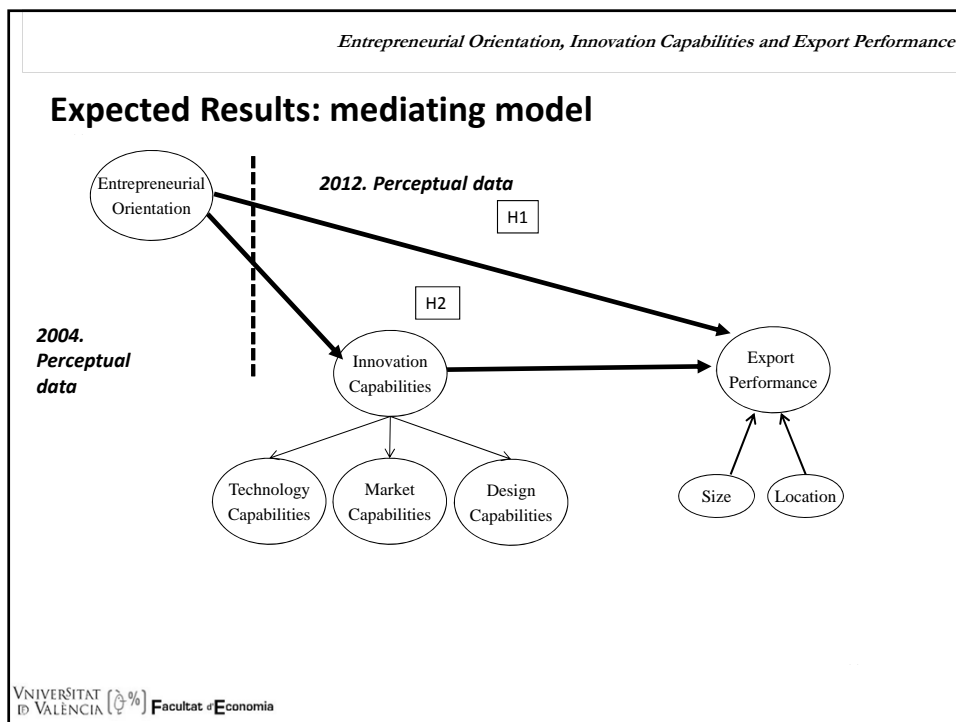 Entrepreneurial Orientation, Innovation Capabilities and Export Performance
Expected Results: mediating model
Entrepreneurial
Orientation
2012. Perceptual data
H1
H2
2004.
Perceptual
data
Innovation
Capabilities
Export
Performance
Technology
Capabilities
Market
Capabilities
Design
Capabilities
Size
Location
VNIVERSITAT
ID VALÈNCIA
Facultat d'Economia